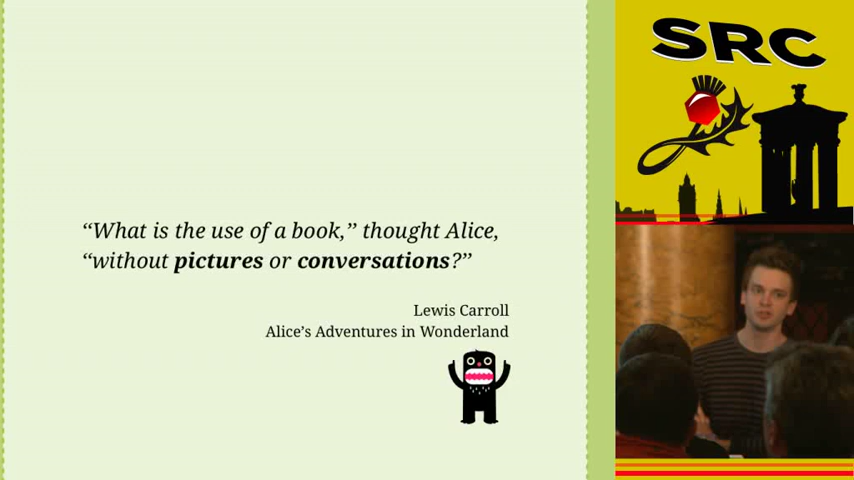 “What is the use of a book,” thought Alice,
“without pictures or conversations?”
Lewis Carroll
Alice’s Adventures in Wonderland
SRC